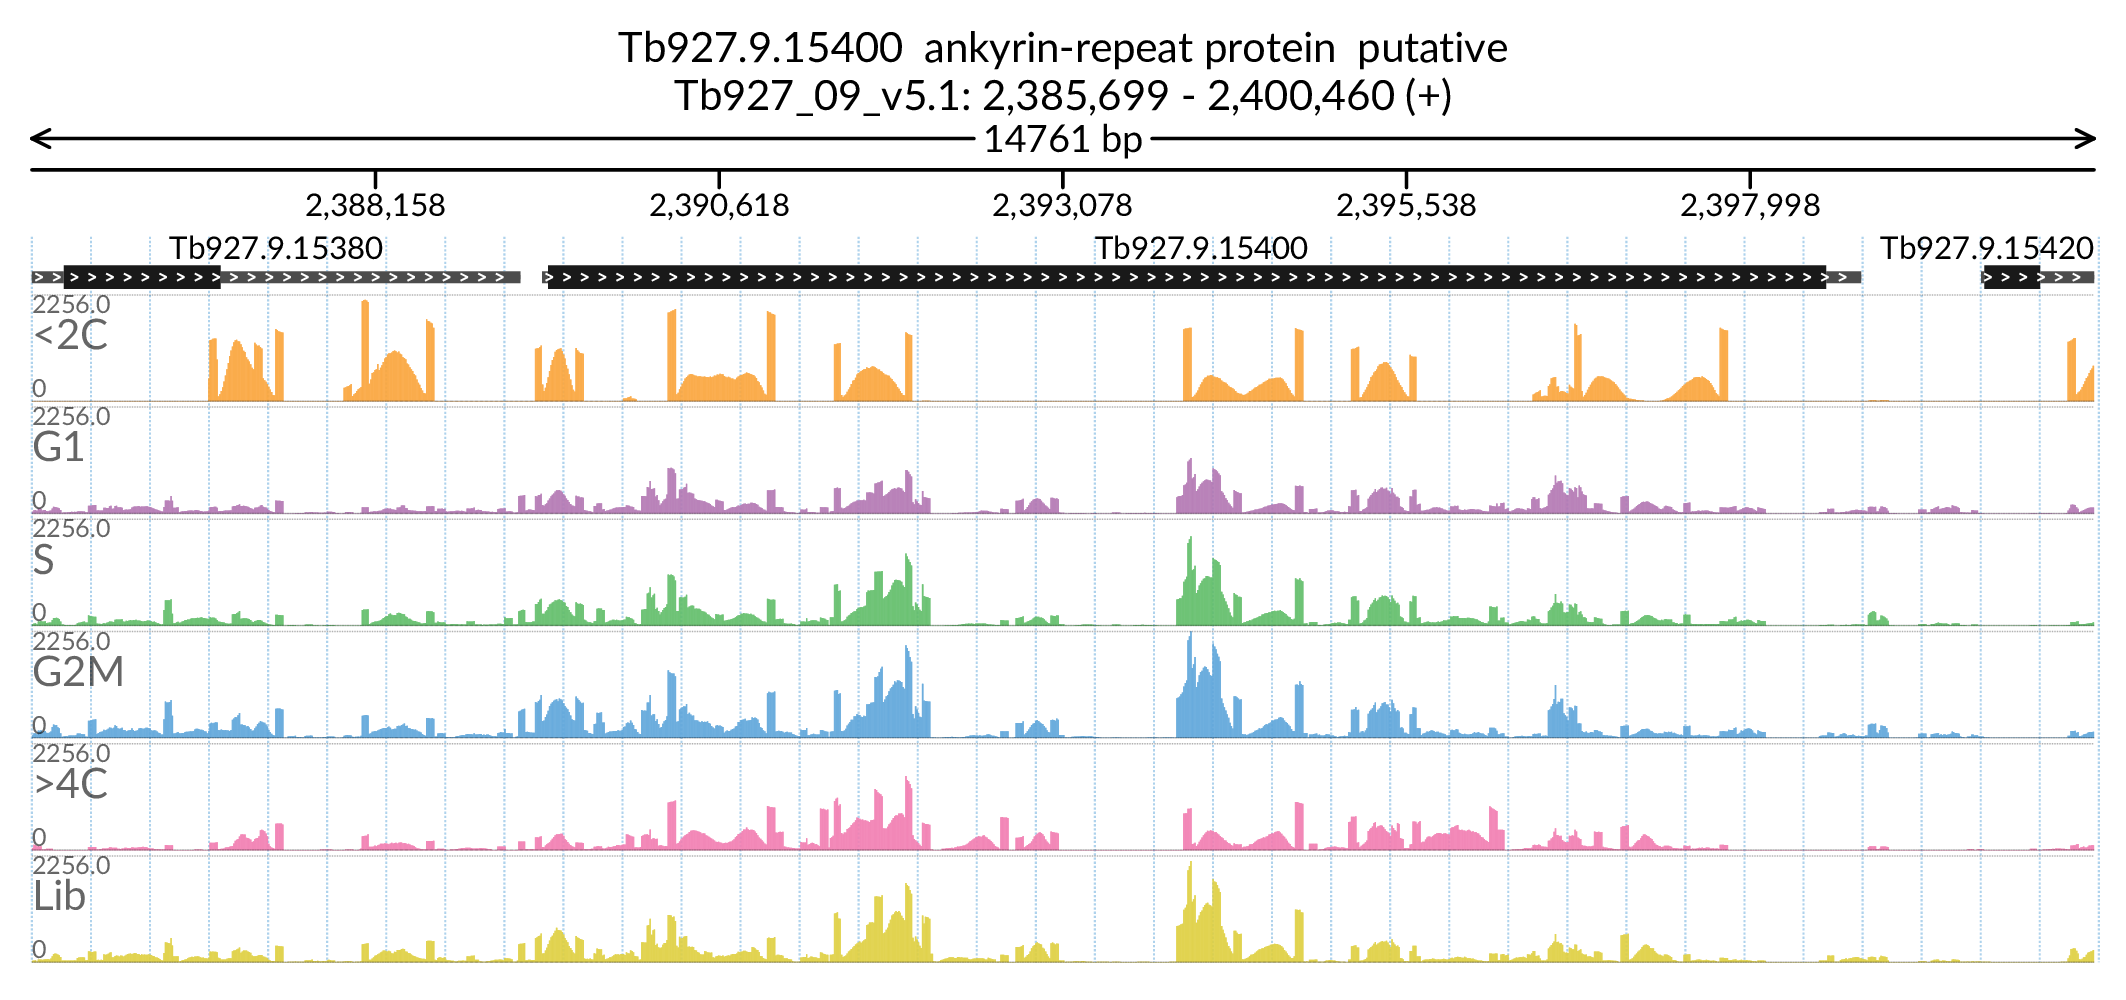 Tb927.9.15400  ankyrin-repeat protein  putative
Tb927_09_v5.1: 2,385,699 - 2,400,460 (+)
14761 bp
2,388,158 2,390,618 2,393,078 2,395,538 2,397,998
Tb927.9.15380 Tb927.9.15400 Tb927.9.15420
2256.0
<2C
0
2256.0
G1
0
2256.0
S
0
2256.0
G2M
0
2256.0
>4C
0
2256.0
Lib
0